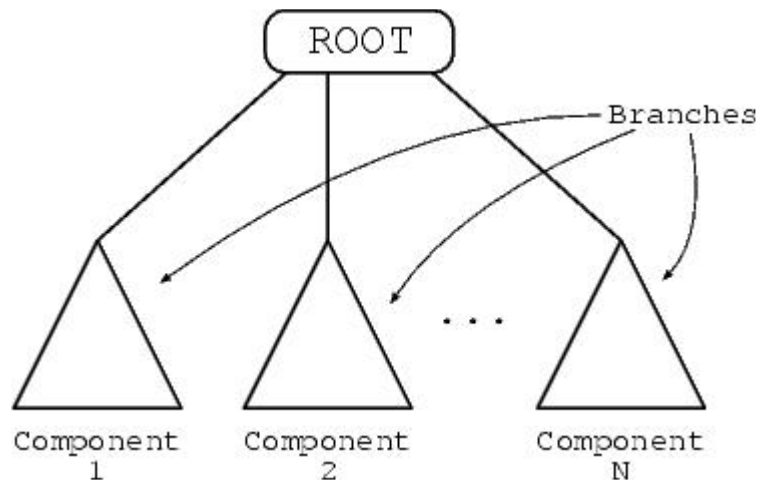 ROOT
Branches
. . .
Component
1
Component
2
Component
N